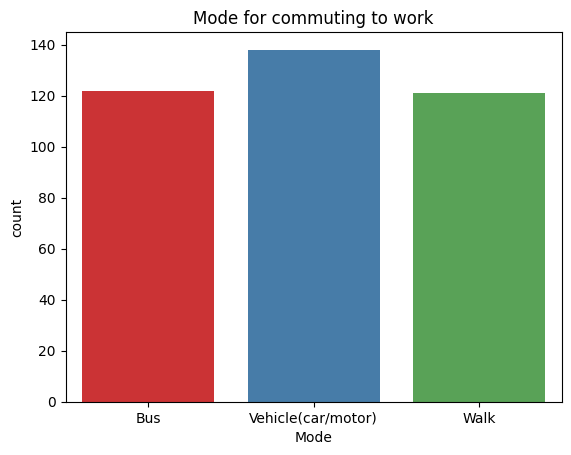 Mode for commuting to work
140
120
100
80
60
40
20
0
count
Bus
Vehicle(car/motor)
Walk
Mode